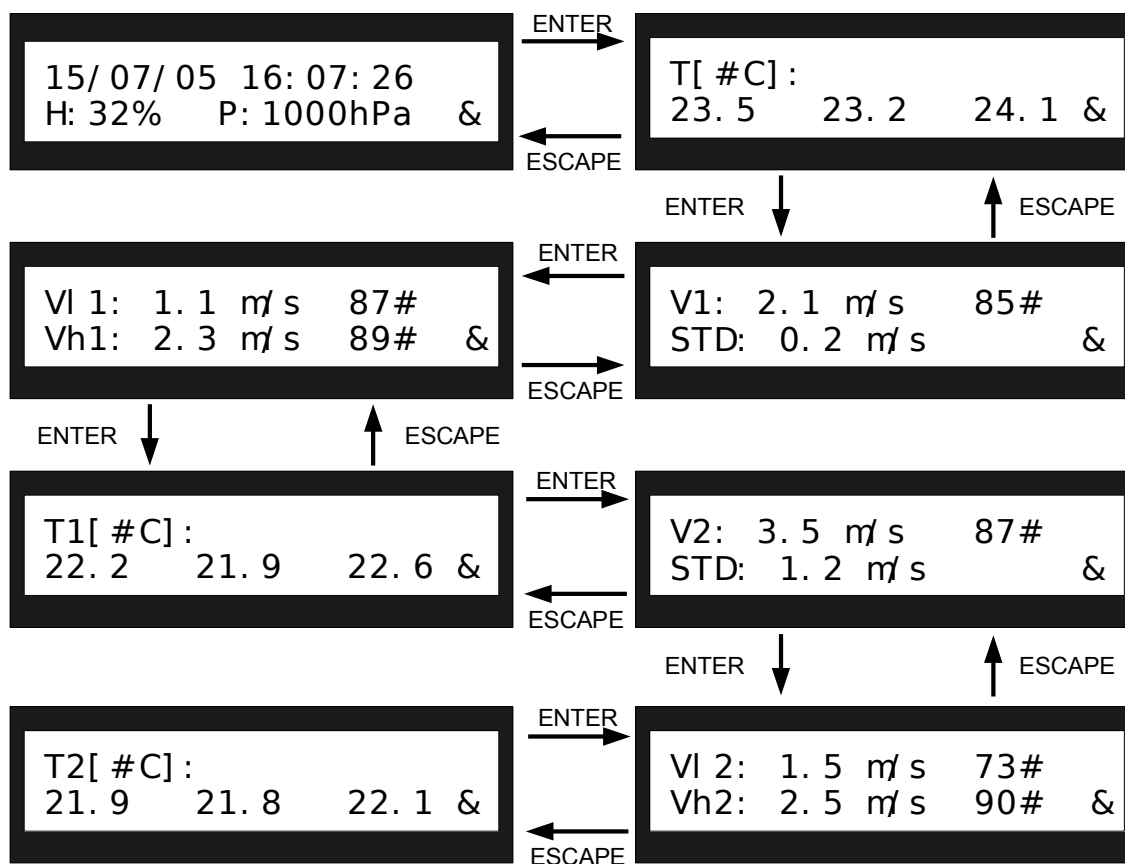 ENTER
15/07/05 16:07:26
H:32% P:1000hPa &
T[#C]:
23.5 23.2 24.1 &
ESCAPE
ENTER ESCAPE
ENTER
Vl1: 1.1 m/s 87#
Vh1: 2.3 m/s 89# &
V1: 2.1 m/s 85#
STD: 0.2 m/s &
ESCAPE
ENTER ESCAPE
ENTER
T1[#C]:
22.2 21.9 22.6 &
V2: 3.5 m/s 87#
STD: 1.2 m/s &
ESCAPE
ENTER ESCAPE
ENTER
T2[#C]:
21.9 21.8 22.1 &
Vl2: 1.5 m/s 73#
Vh2: 2.5 m/s 90# &
ESCAPE